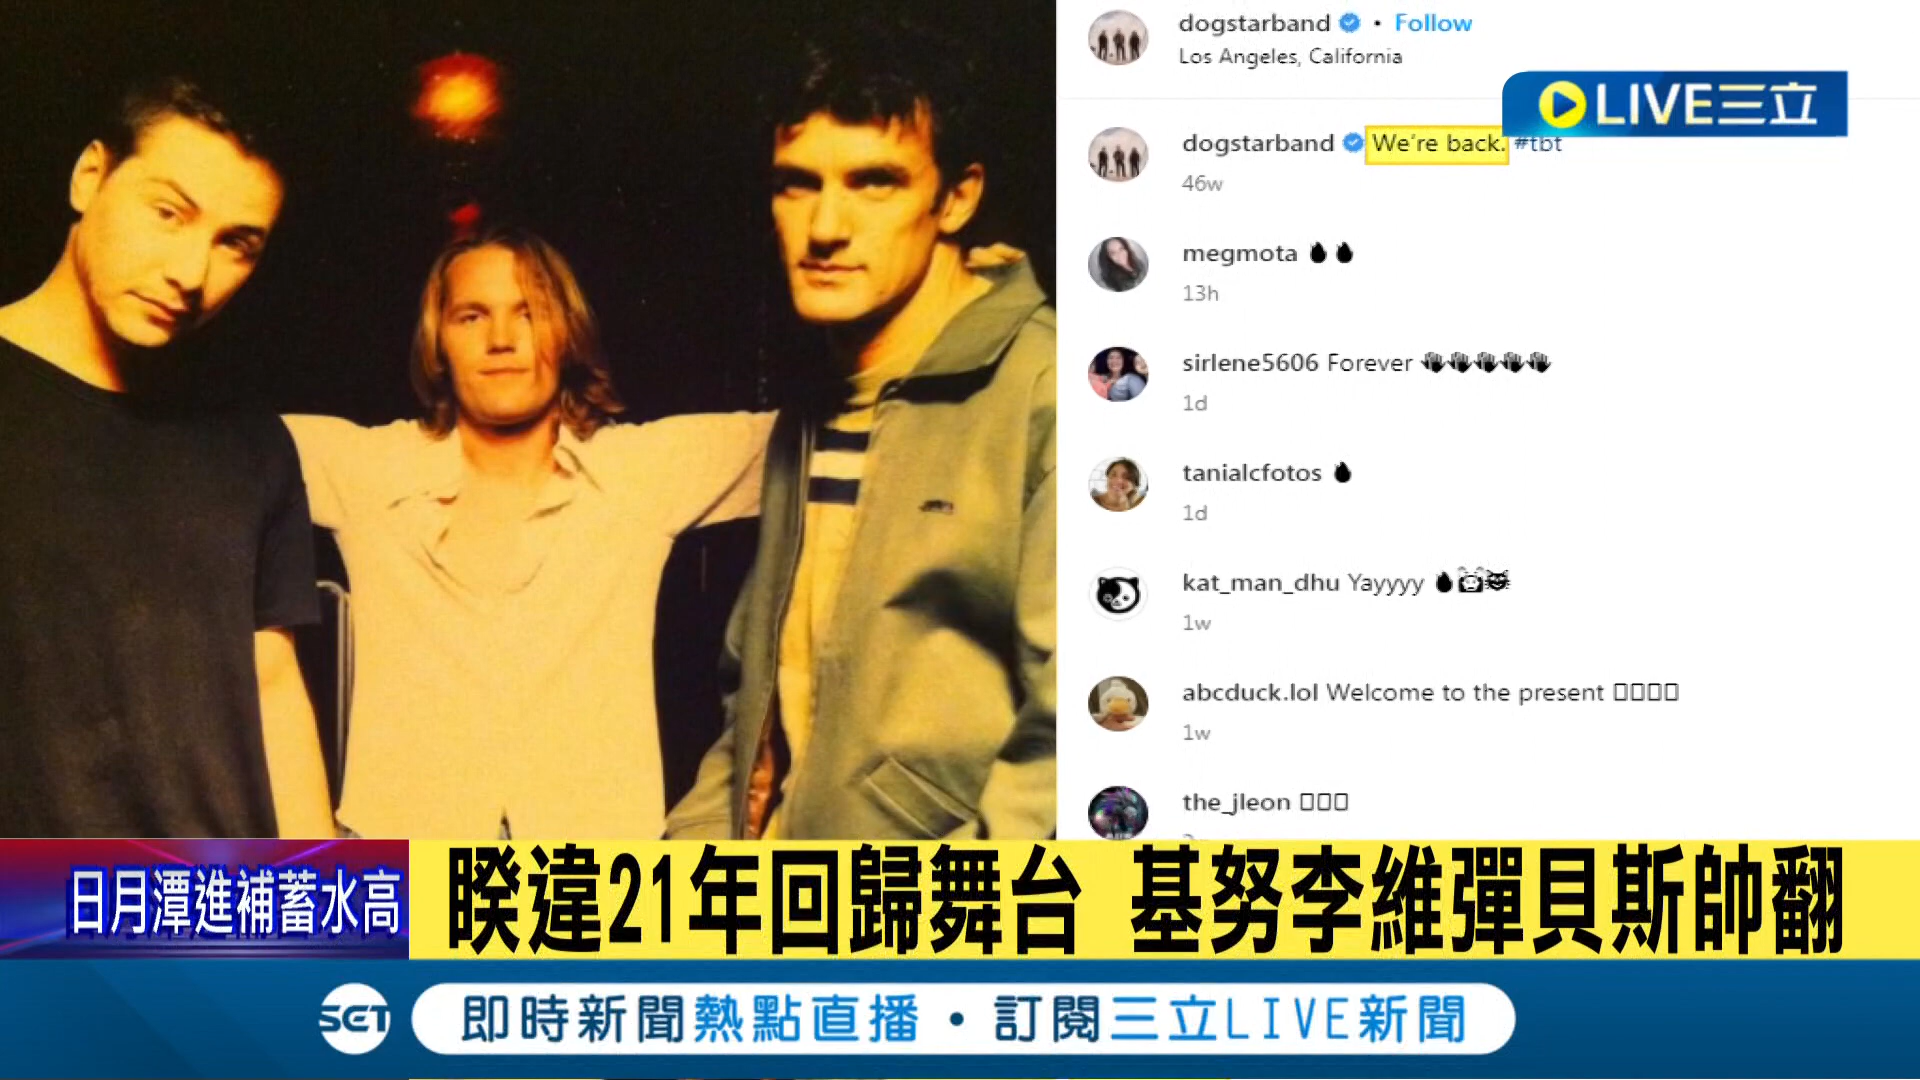 dogstarband • Follow
Los Angeles, California
LIVE三立
dogstarband We're back. #tbt
46w
megmota
13h
sirlene5606 Forever
1d
tanialcfotos
1d
kat_man_dhu Yayyyy
1w
abcduck.lol Welcome to the present
1w
the_jleon
日月潭進補蓄水高
睽違21年回歸舞台 基努李維彈貝斯帥翻
SET
即時新聞熱點直播・訂閱三立LIVE新聞